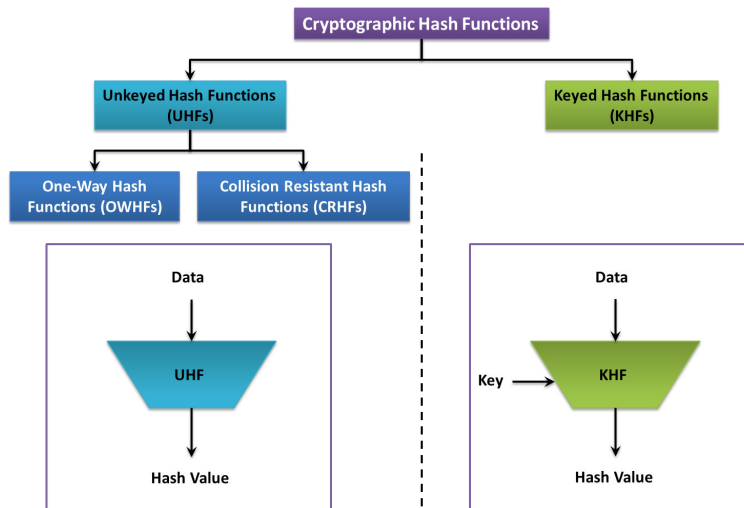 Cryptographic Hash Functions
Unkeyed Hash Functions
(UHFs)
Keyed Hash Functions
(KHFs)
One-Way Hash
Functions (OWHFs)
Collision Resistant Hash
Functions (CRHFs)
Data
UHF
Hash Value
Data
Key
KHF
Hash Value